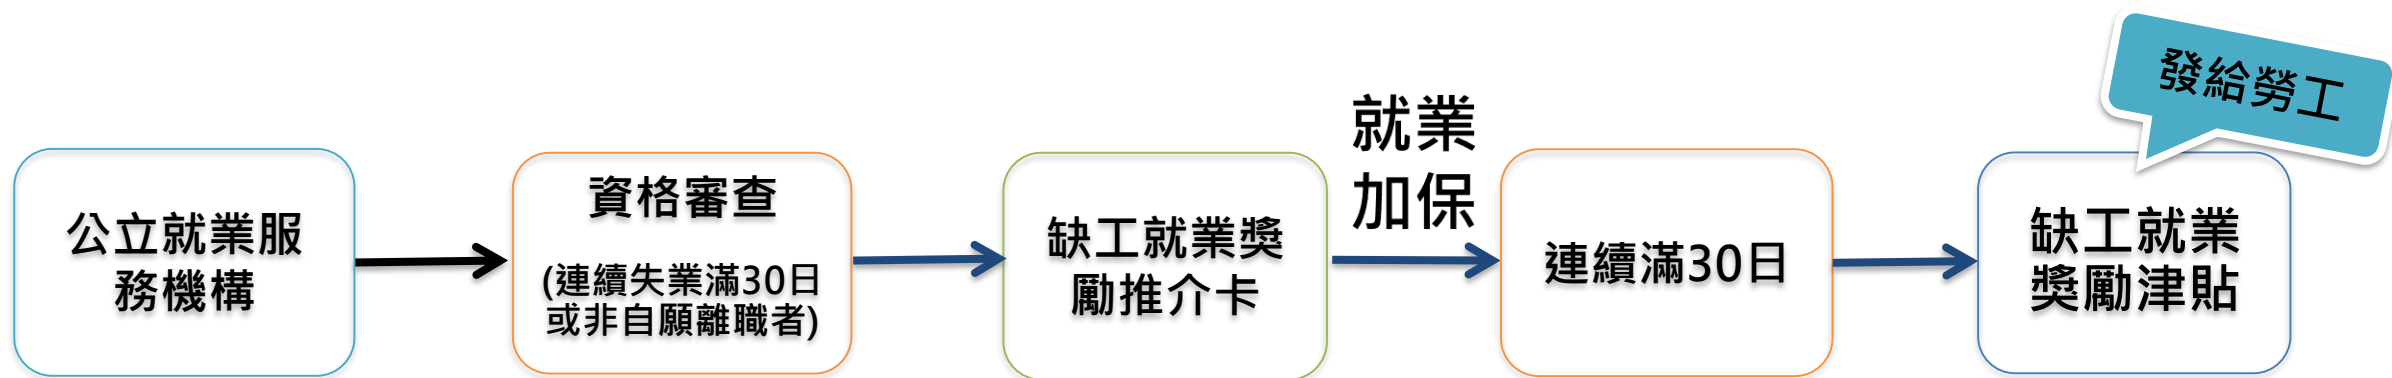 公立就業服
務機構
資格審查
(連續失業滿30日
或非自願離職者)
缺工就業獎
勵推介卡
就業
加保
連續滿30日
發給勞工
缺工就業
獎勵津貼